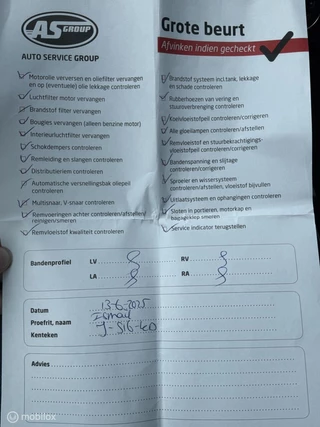 AS GROUP
AUTO SERVICE GROUP
Grote beurt
Afvinken indien gecheckt
Motorolie verversen en oliefilter vervangen
en op (eventuele) olie lekkage controleren
Luchtfilter motor vervangen
Brandstof filter vervangen
Bougies vervangen (alleen benzine motor)
Interieurluchtfilter vervangen
Schokdempers controleren
Remleiding en slangen controleren
Distributieriem controleren
Automatische versnellingsbak oliepeil
controleren
Multisnaar, V-snaar controleren
Remvoeringen achter controleren/afstellen/
reinigen/smeren
Remvloeistof kwaliteit controleren
Brandstof systeem incl.tank, lekkage
en schade controleren
Rubberhoezen van vering en
stuurverbrenging controleren
Koelvloeistofpeil controleren/corrigeren
Alle gloeilampen controleren/afstellen
Remvloeistof en stuurbekrachtigings-
vloeistofpeil controleren/corrigeren
Bandenspanning en slijtage
controleren/corrigeren
Sproeier en wissersysteem
controleren/afstellen, vloeistof bijvullen
Uitlaatsysteem en ophangingen controleren
Sloten in portieren, motorkap en
bagageklep smeren
Service indicator terugstellen
Bandenprofiel LV 8 RV 8
LA 8 RA 8
Datum 13-6-2025
Proefrit, naam Ismail
Kenteken
Advies
mobilox